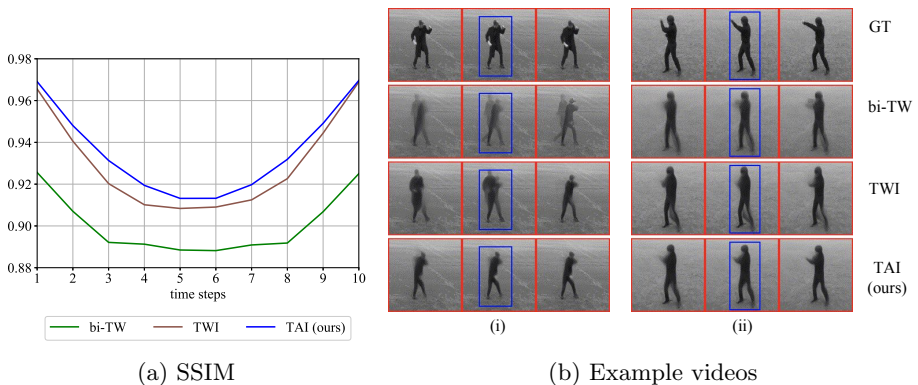 0.98
0.96
0.94
0.92
0.90
0.88
1 2 3 4 5 6 7 8 9 10
time steps
bi-TW TWI TAI (ours)
(a) SSIM
GT
bi-TW
TWI
TAI
(ours)
(i) (ii)
(b) Example videos